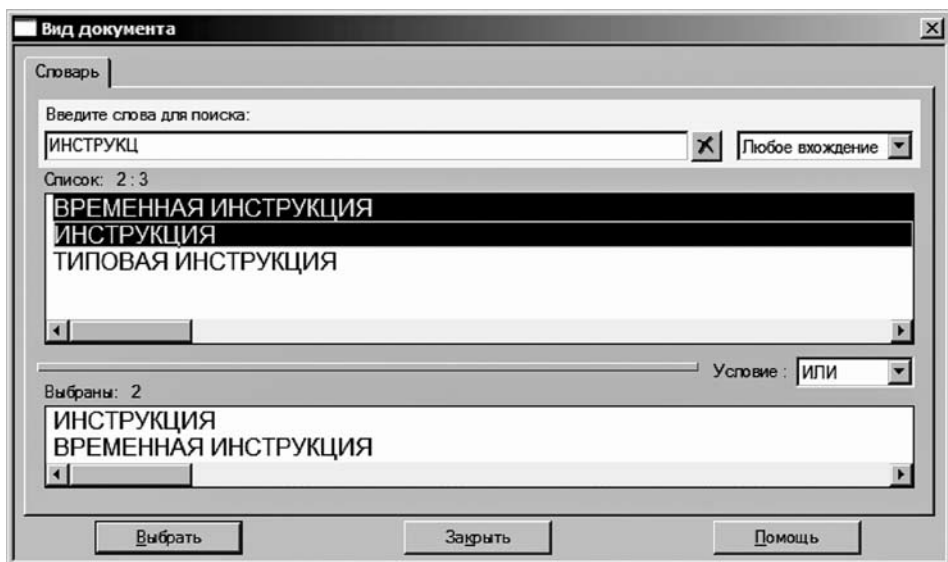 Вид документа
Словарь
Введите слова для поиска:
ИНСТРУКЦ
Любое вхождение
Список: 2 : 3
ВРЕМЕННАЯ ИНСТРУКЦИЯ
ИНСТРУКЦИЯ
ТИПОВАЯ ИНСТРУКЦИЯ
Условие : ИЛИ
Выбраны: 2
ИНСТРУКЦИЯ
ВРЕМЕННАЯ ИНСТРУКЦИЯ
Выбрать Закрыть Помощь